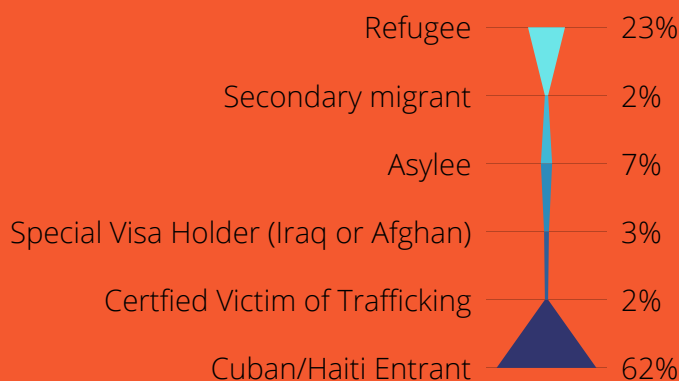 Refugee 23%
Secondary migrant 2%
Asylee 7%
Special Visa Holder (Iraq or Afghan) 3%
Certfied Victim of Trafficking 2%
Cuban/Haiti Entrant 62%